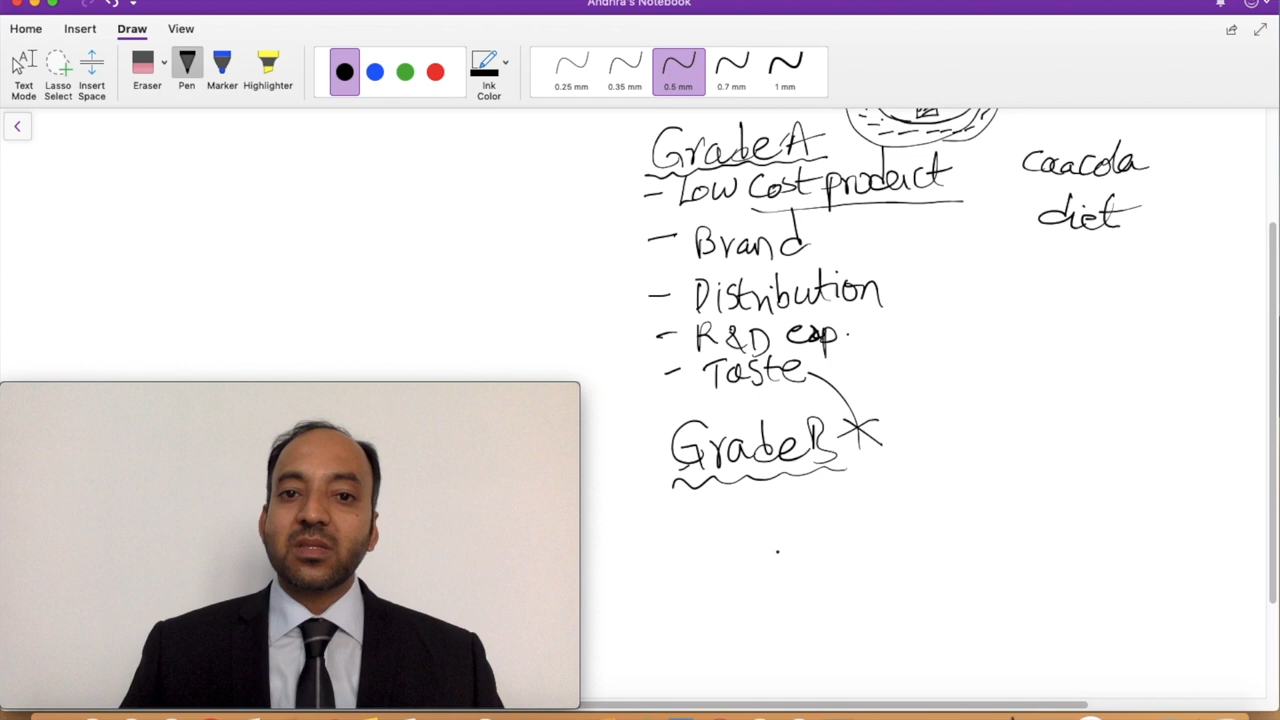 Andhra's Notebook
Home Insert Draw View
Text Mode
Lasso Select
Insert Space
Eraser
Pen
Marker
Highlighter
Ink Color
0.25 mm
0.35 mm
0.5 mm
0.7 mm
1 mm
Grade A
- Low Cost product
- Brand
- Distribution
- R&D exp.
- Taste
Grade B
Cacacola
diet